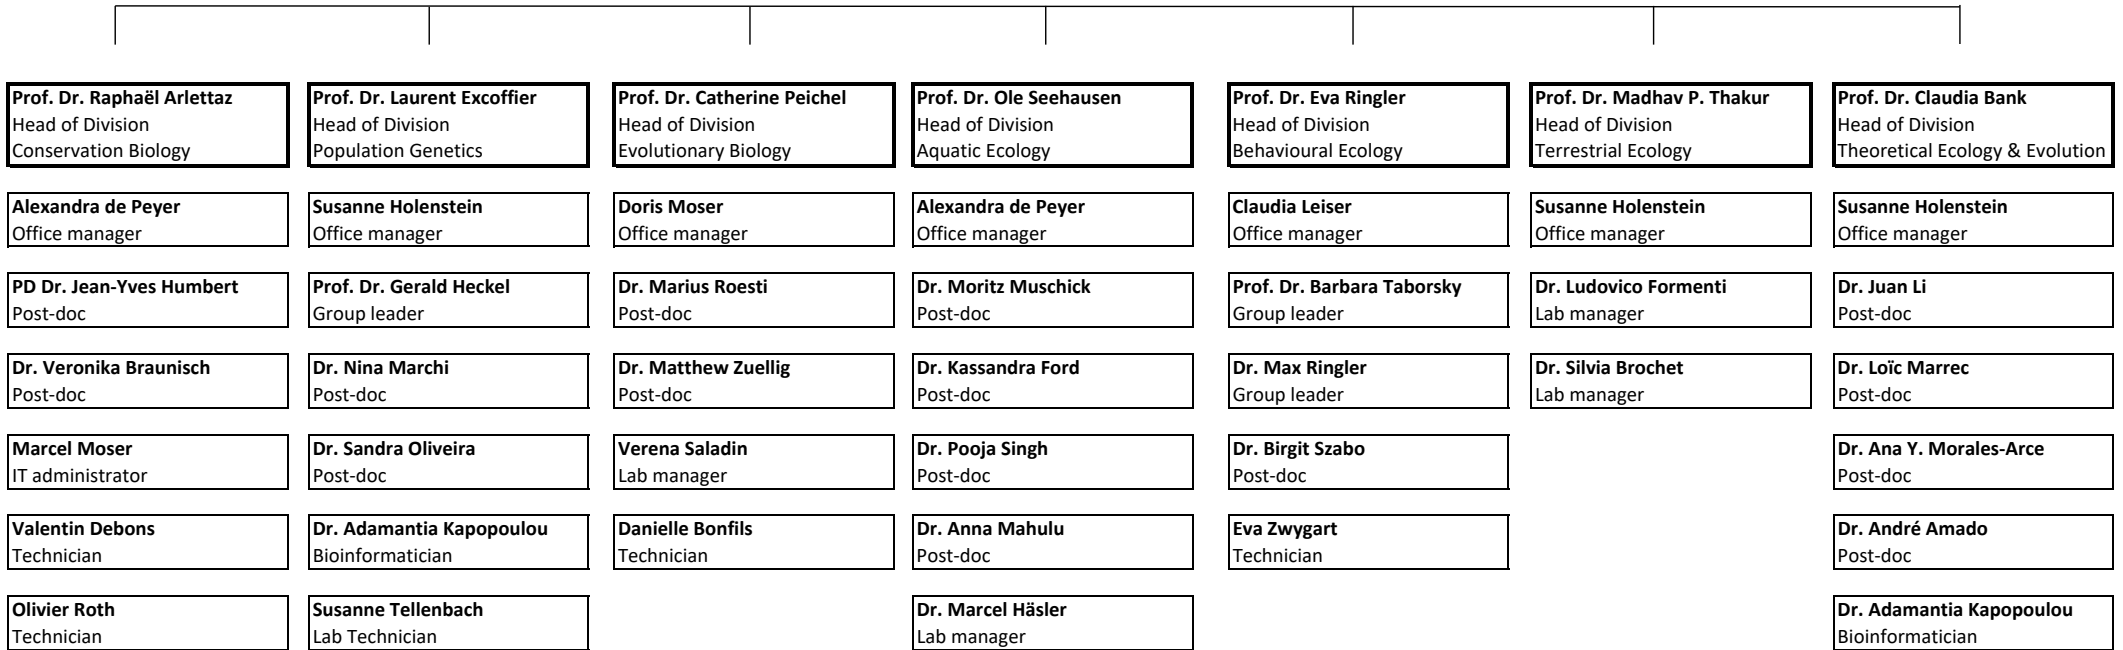 Prof. Dr. Raphaël Arlettaz
Head of Division
Conservation Biology
Alexandra de Peyer
Office manager
PD Dr. Jean-Yves Humbert
Post-doc
Dr. Veronika Braunisch
Post-doc
Marcel Moser
IT administrator
Valentin Debons
Technician
Olivier Roth
Technician
Prof. Dr. Laurent Excoffier
Head of Division
Population Genetics
Susanne Holenstein
Office manager
Prof. Dr. Gerald Heckel
Group leader
Dr. Nina Marchi
Post-doc
Dr. Sandra Oliveira
Post-doc
Dr. Adamantia Kapopoulou
Bioinformatician
Susanne Tellenbach
Lab Technician
Prof. Dr. Catherine Peichel
Head of Division
Evolutionary Biology
Doris Moser
Office manager
Dr. Marius Roesti
Post-doc
Dr. Matthew Zuellig
Post-doc
Verena Saladin
Lab manager
Danielle Bonfils
Technician
Prof. Dr. Ole Seehausen
Head of Division
Aquatic Ecology
Alexandra de Peyer
Office manager
Dr. Moritz Muschick
Post-doc
Dr. Kassandra Ford
Post-doc
Dr. Pooja Singh
Post-doc
Dr. Anna Mahulu
Post-doc
Dr. Marcel Häsler
Lab manager
Prof. Dr. Eva Ringler
Head of Division
Behavioural Ecology
Claudia Leiser
Office manager
Prof. Dr. Barbara Taborsky
Group leader
Dr. Max Ringler
Group leader
Dr. Birgit Szabo
Post-doc
Eva Zwygart
Technician
Prof. Dr. Madhav P. Thakur
Head of Division
Terrestrial Ecology
Susanne Holenstein
Office manager
Dr. Ludovico Formenti
Lab manager
Dr. Silvia Brochet
Lab manager
Prof. Dr. Claudia Bank
Head of Division
Theoretical Ecology & Evolution
Susanne Holenstein
Office manager
Dr. Juan Li
Post-doc
Dr. Loïc Marrec
Post-doc
Dr. Ana Y. Morales-Arce
Post-doc
Dr. André Amado
Post-doc
Dr. Adamantia Kapopoulou
Bioinformatician